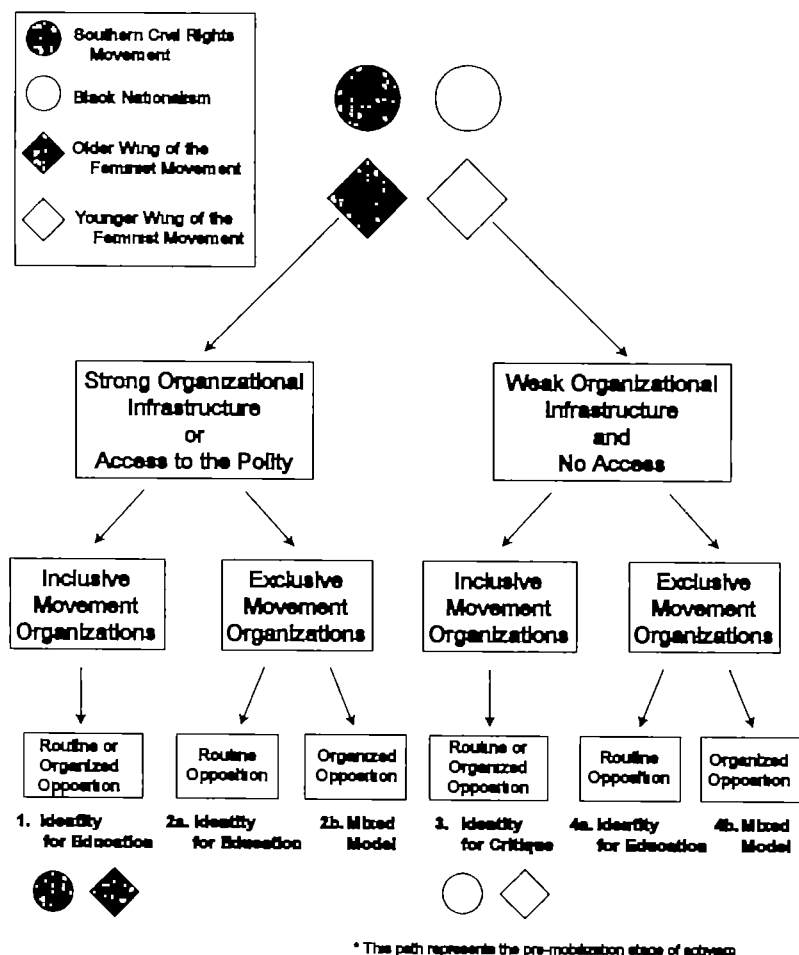 Southern Civil Rights
Movement
Black Nationalism
Older Wing of the
Feminist Movement
Younger Wing of the
Feminist Movement
Strong Organizational
Infrastructure
or
Access to the Polity
Weak Organizational
Infrastructure
and
No Access
Inclusive
Movement
Organizations
Exclusive
Movement
Organizations
Inclusive
Movement
Organizations
Exclusive
Movement
Organizations
Routine or
Organized
Opposition
Routine
Opposition
Organized
Opposition
Routine or
Organized
Opposition
Routine
Opposition
Organized
Opposition
1. Identity
for Education
2a. Identity
for Education
2b. Mixed
Model
3. Identity
for Critique
4a. Identity
for Education
4b. Mixed
Model
* This path represents the pre-mobilization stage of activism